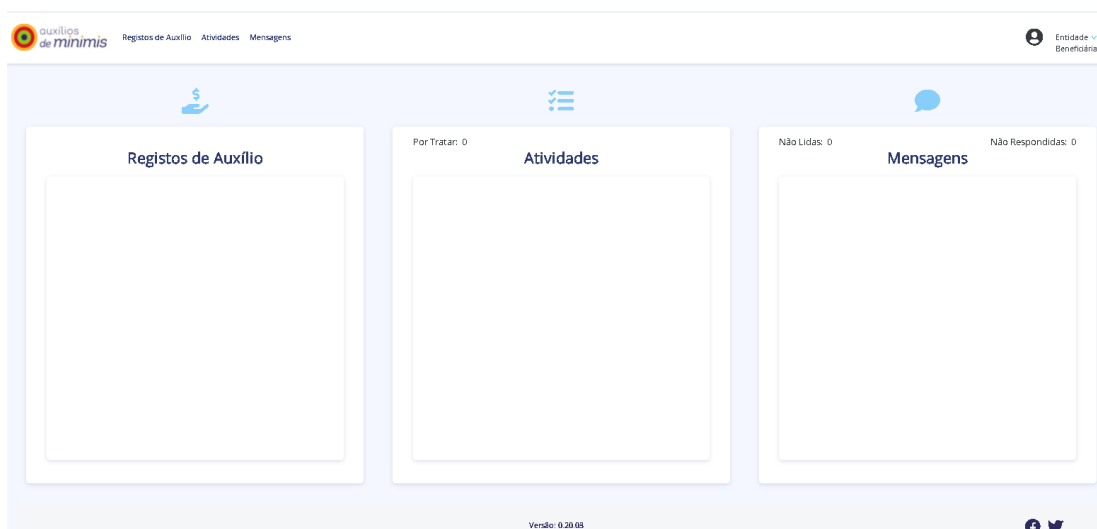 auxílios
de minimis
Registos de Auxílio Atividades Mensagens
Entidade
Beneficiária
Registos de Auxílio
Por Tratar: 0
Atividades
Não Lidas: 0 Não Respondidas: 0
Mensagens
Versão: 0.20.03